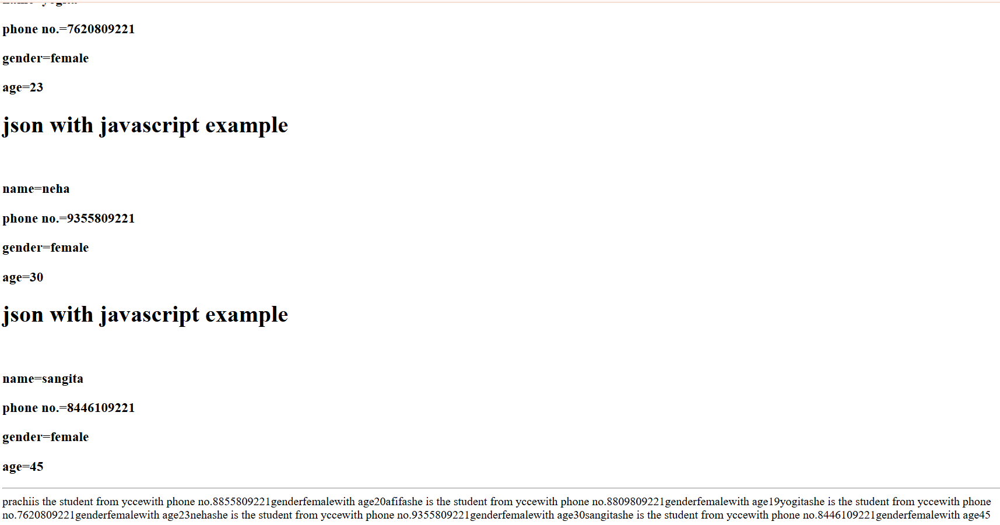 phone no.=7620809221
gender=female
age=23
json with javascript example
name=neha
phone no.=9355809221
gender=female
age=30
json with javascript example
name=sangita
phone no.=8446109221
gender=female
age=45
prachiis the student from yccewith phone no.8855809221genderfemalewith age20afifashe is the student from yccewith phone no.8809809221genderfemalewith age19yogitashe is the student from yccewith phone
no.7620809221genderfemalewith age23nehashe is the student from yccewith phone no.9355809221genderfemalewith age30sangitashe is the student from yccewith phone no.8446109221genderfemalewith age45